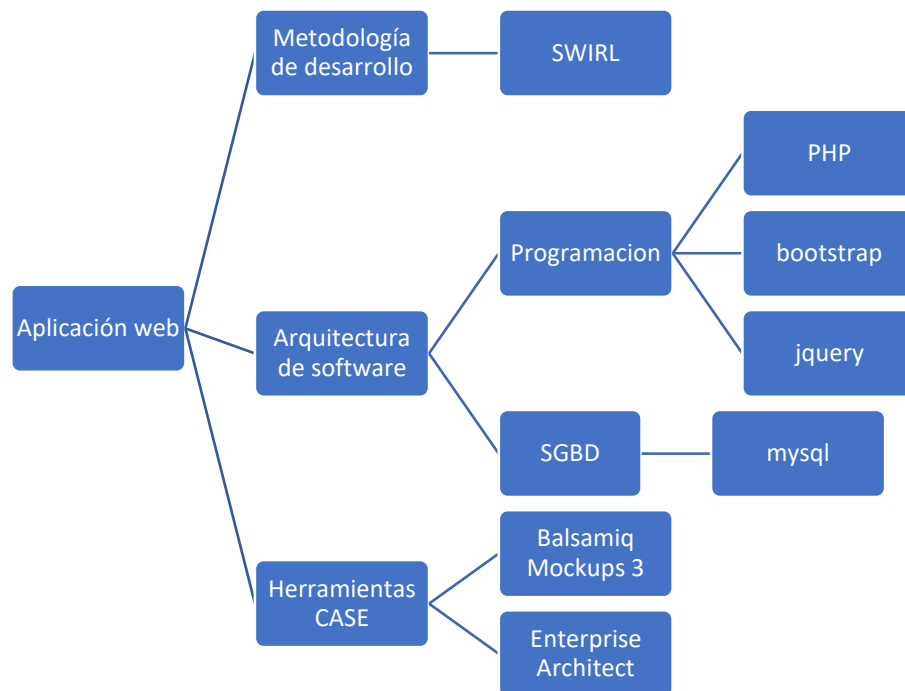 Metodología
de desarrollo
SWIRL
PHP
Programacion
bootstrap
Aplicación web
Arquitectura
de software
jquery
SGBD
mysql
Balsamiq
Mockups 3
Herramientas
CASE
Enterprise
Architect